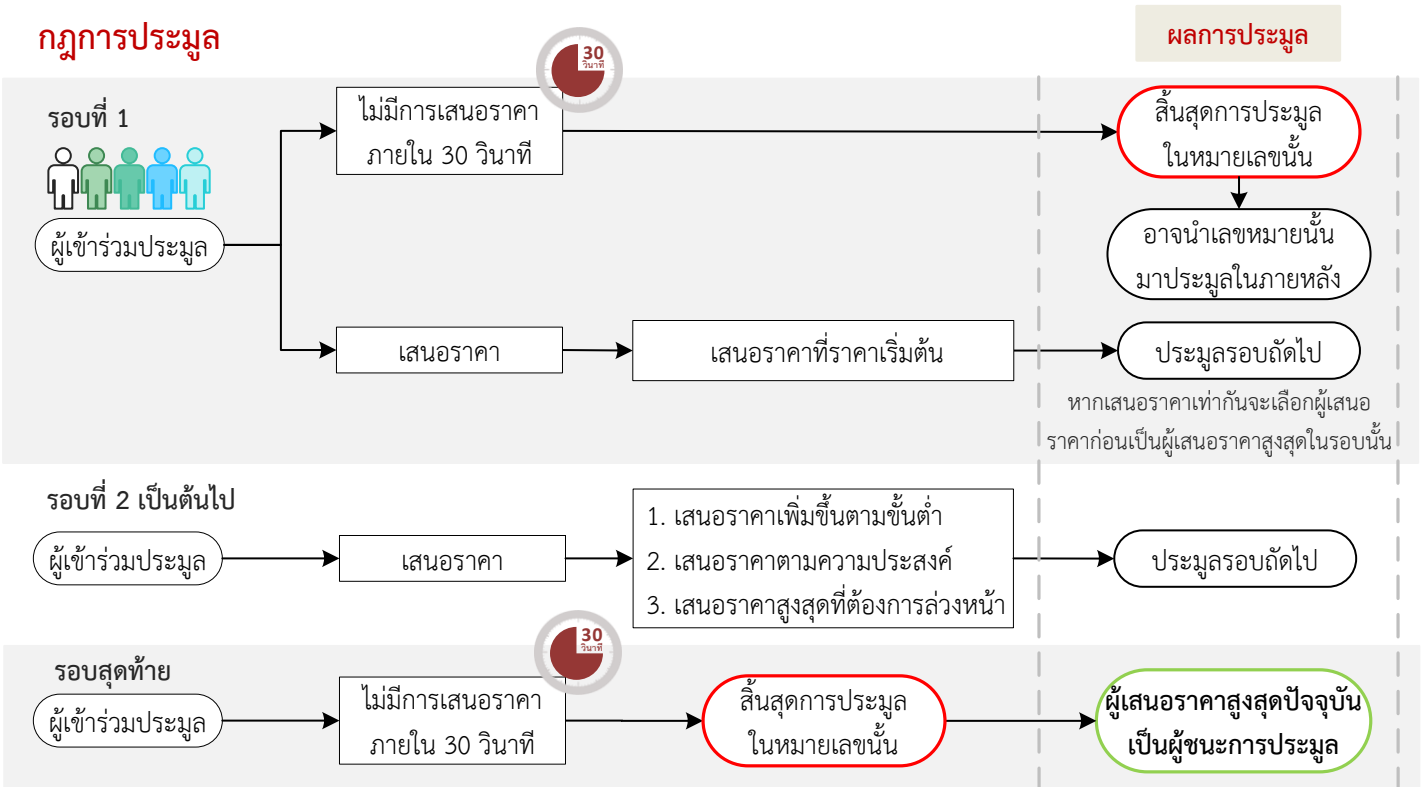 กฎการประมูล
ผลการประมูล
30
วินาที
รอบที่ 1
ผู้เข้าร่วมประมูล
ไม่มีการเสนอราคา
ภายใน 30 วินาที
สิ้นสุดการประมูล
ในหมายเลขนั้น
อาจนำเลขหมายนั้น
มาประมูลในภายหลัง
เสนอราคา
เสนอราคาที่ราคาเริ่มต้น
ประมูลรอบถัดไป
หากเสนอราคาเท่ากันจะเลือกผู้เสนอ
ราคาก่อนเป็นผู้เสนอราคาสูงสุดในรอบนั้น
รอบที่ 2 เป็นต้นไป
ผู้เข้าร่วมประมูล
เสนอราคา
1. เสนอราคาเพิ่มขึ้นตามขั้นต่ำ
2. เสนอราคาตามความประสงค์
3. เสนอราคาสูงสุดที่ต้องการล่วงหน้า
ประมูลรอบถัดไป
30
วินาที
รอบสุดท้าย
ผู้เข้าร่วมประมูล
ไม่มีการเสนอราคา
ภายใน 30 วินาที
สิ้นสุดการประมูล
ในหมายเลขนั้น
ผู้เสนอราคาสูงสุดปัจจุบัน
เป็นผู้ชนะการประมูล